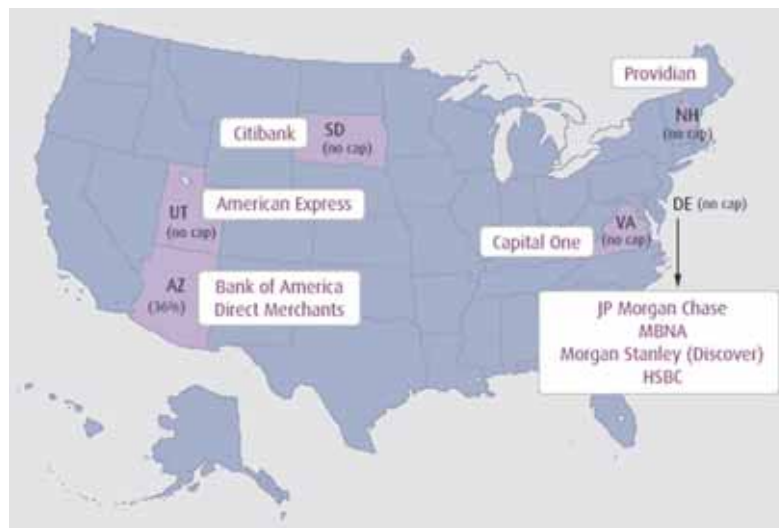 Providian
NH
(no cap)
Citibank
SD
(no cap)
American Express
UT
(no cap)
DE (no cap)
VA
(no cap)
Capital One
AZ
(36%)
Bank of America
Direct Merchants
JP Morgan Chase
MBNA
Morgan Stanley (Discover)
HSBC